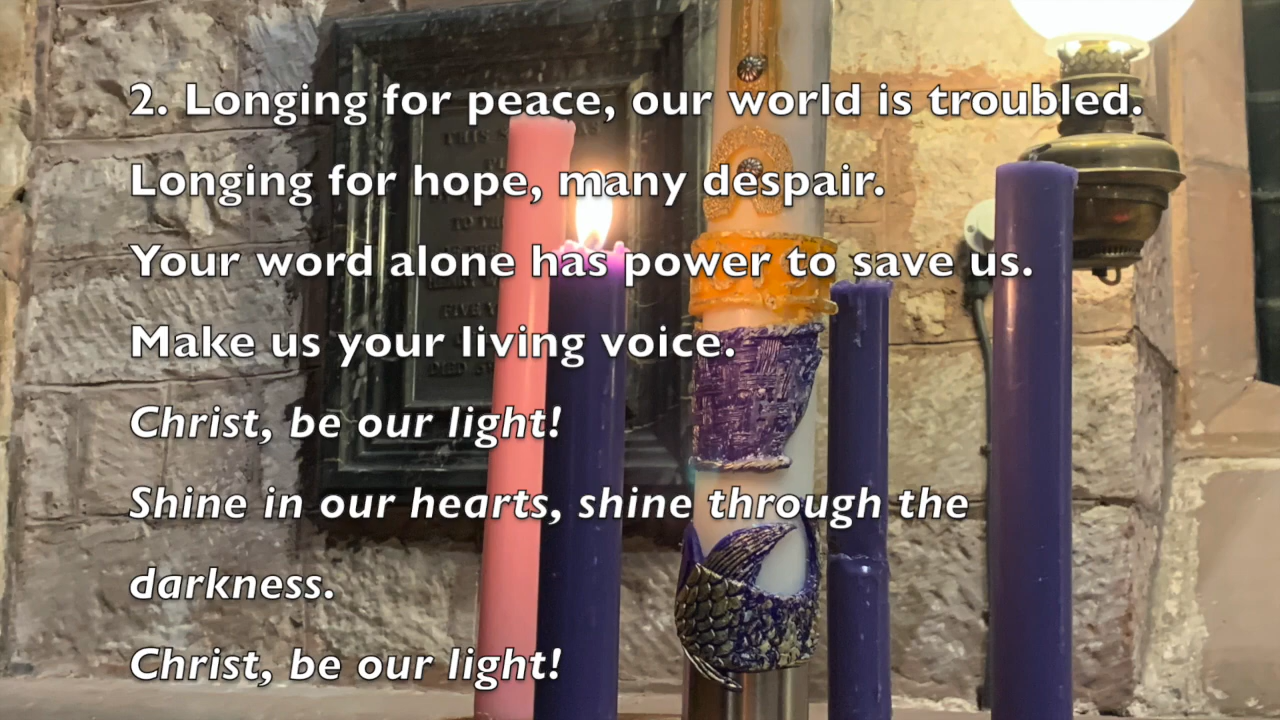 2. Longing for peace, our world is troubled.
Longing for hope, many despair.
Your word alone has power to save us.
Make us your living voice.
Christ, be our light!
Shine in our hearts, shine through the
darkness.
Christ, be our light!